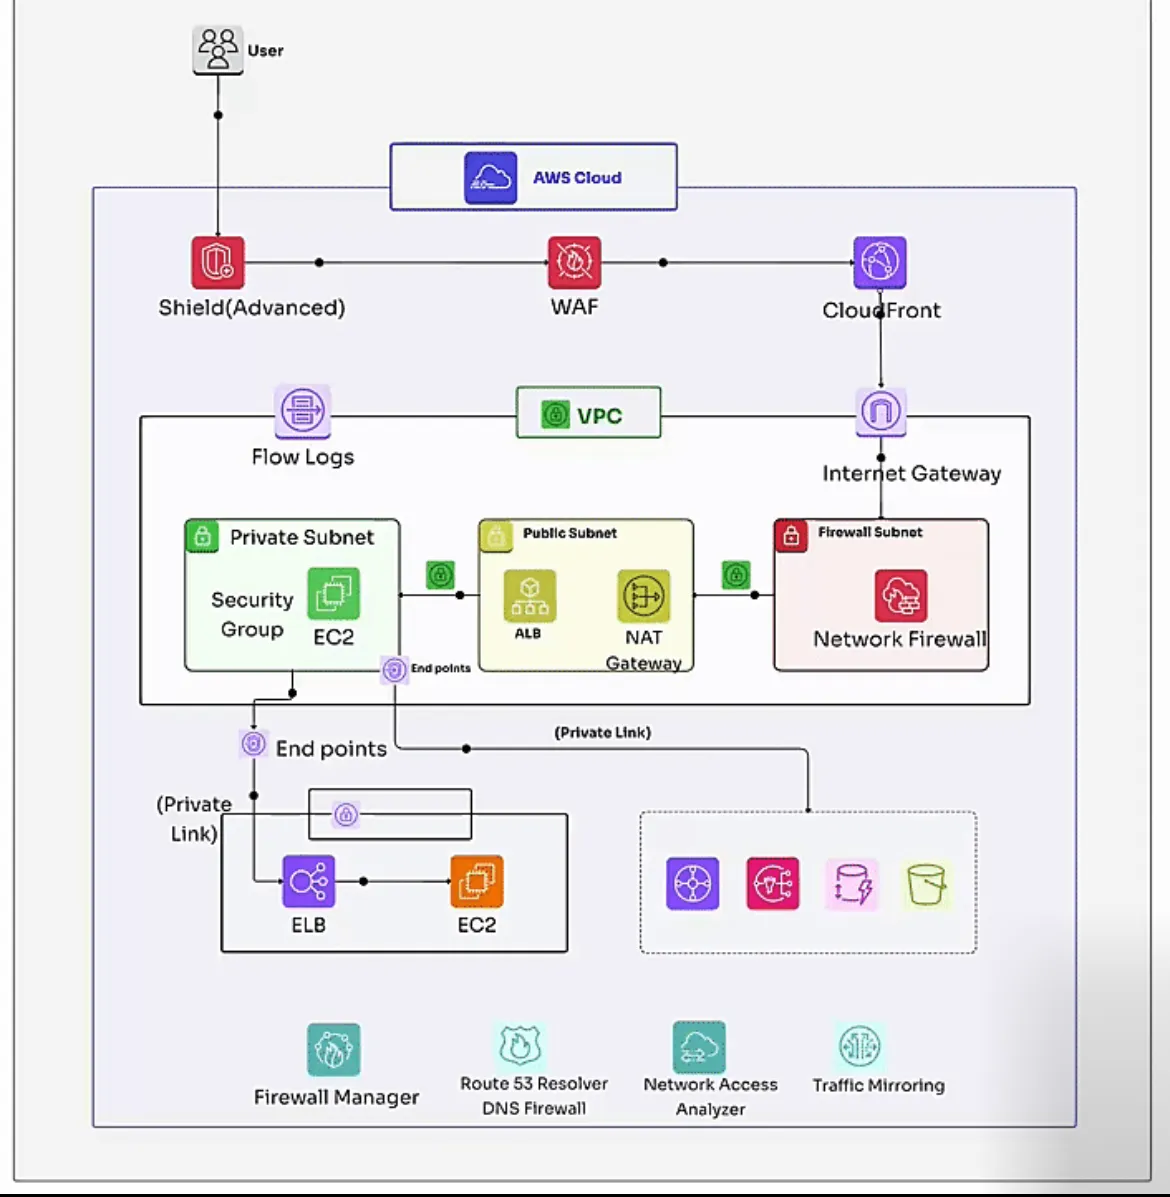 User
AWS Cloud
Shield(Advanced)
WAF
CloudFront
Flow Logs
VPC
Internet Gateway
Private Subnet
Security
Group
EC2
Public Subnet
ALB
NAT
Gateway
Firewall Subnet
Network Firewall
End points
End points
(Private Link)
(Private
Link)
ELB
EC2
Firewall Manager
Route 53 Resolver
DNS Firewall
Network Access
Analyzer
Traffic Mirroring